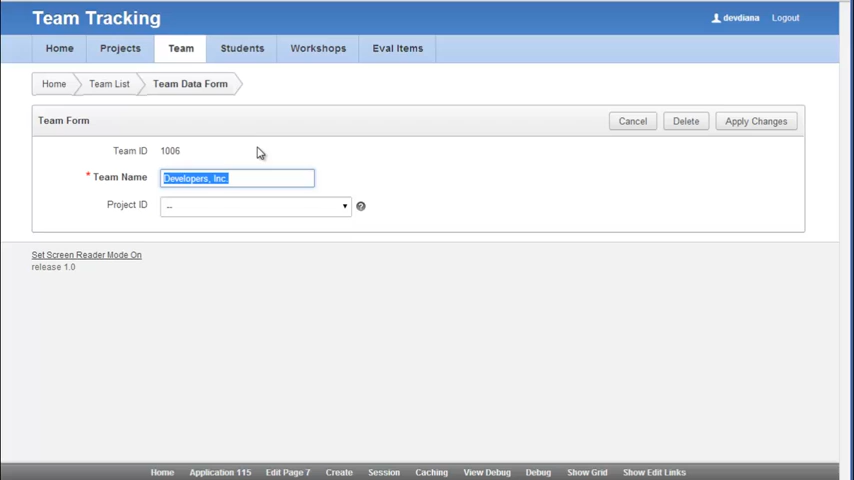 Team Tracking
devdiana Logout
Home Projects Team Students Workshops Eval Items
Home Team List Team Data Form
Team Form Cancel Delete Apply Changes
Team ID 1006
* Team Name Developers, Inc.
Project ID --
Set Screen Reader Mode On
release 1.0
Home Application 115 Edit Page 7 Create Session Caching View Debug Debug Show Grid Show Edit Links